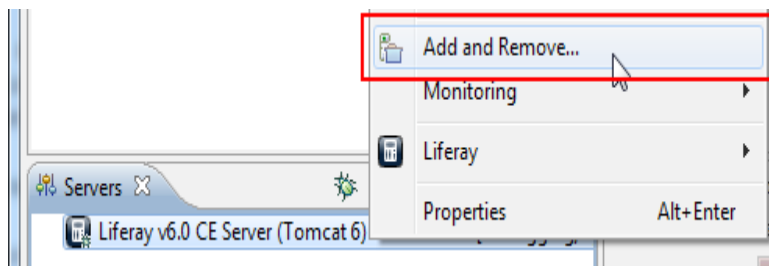 Add and Remove...
Monitoring
Liferay
Properties Alt+Enter
Servers
Liferay v6.0 CE Server (Tomcat 6)